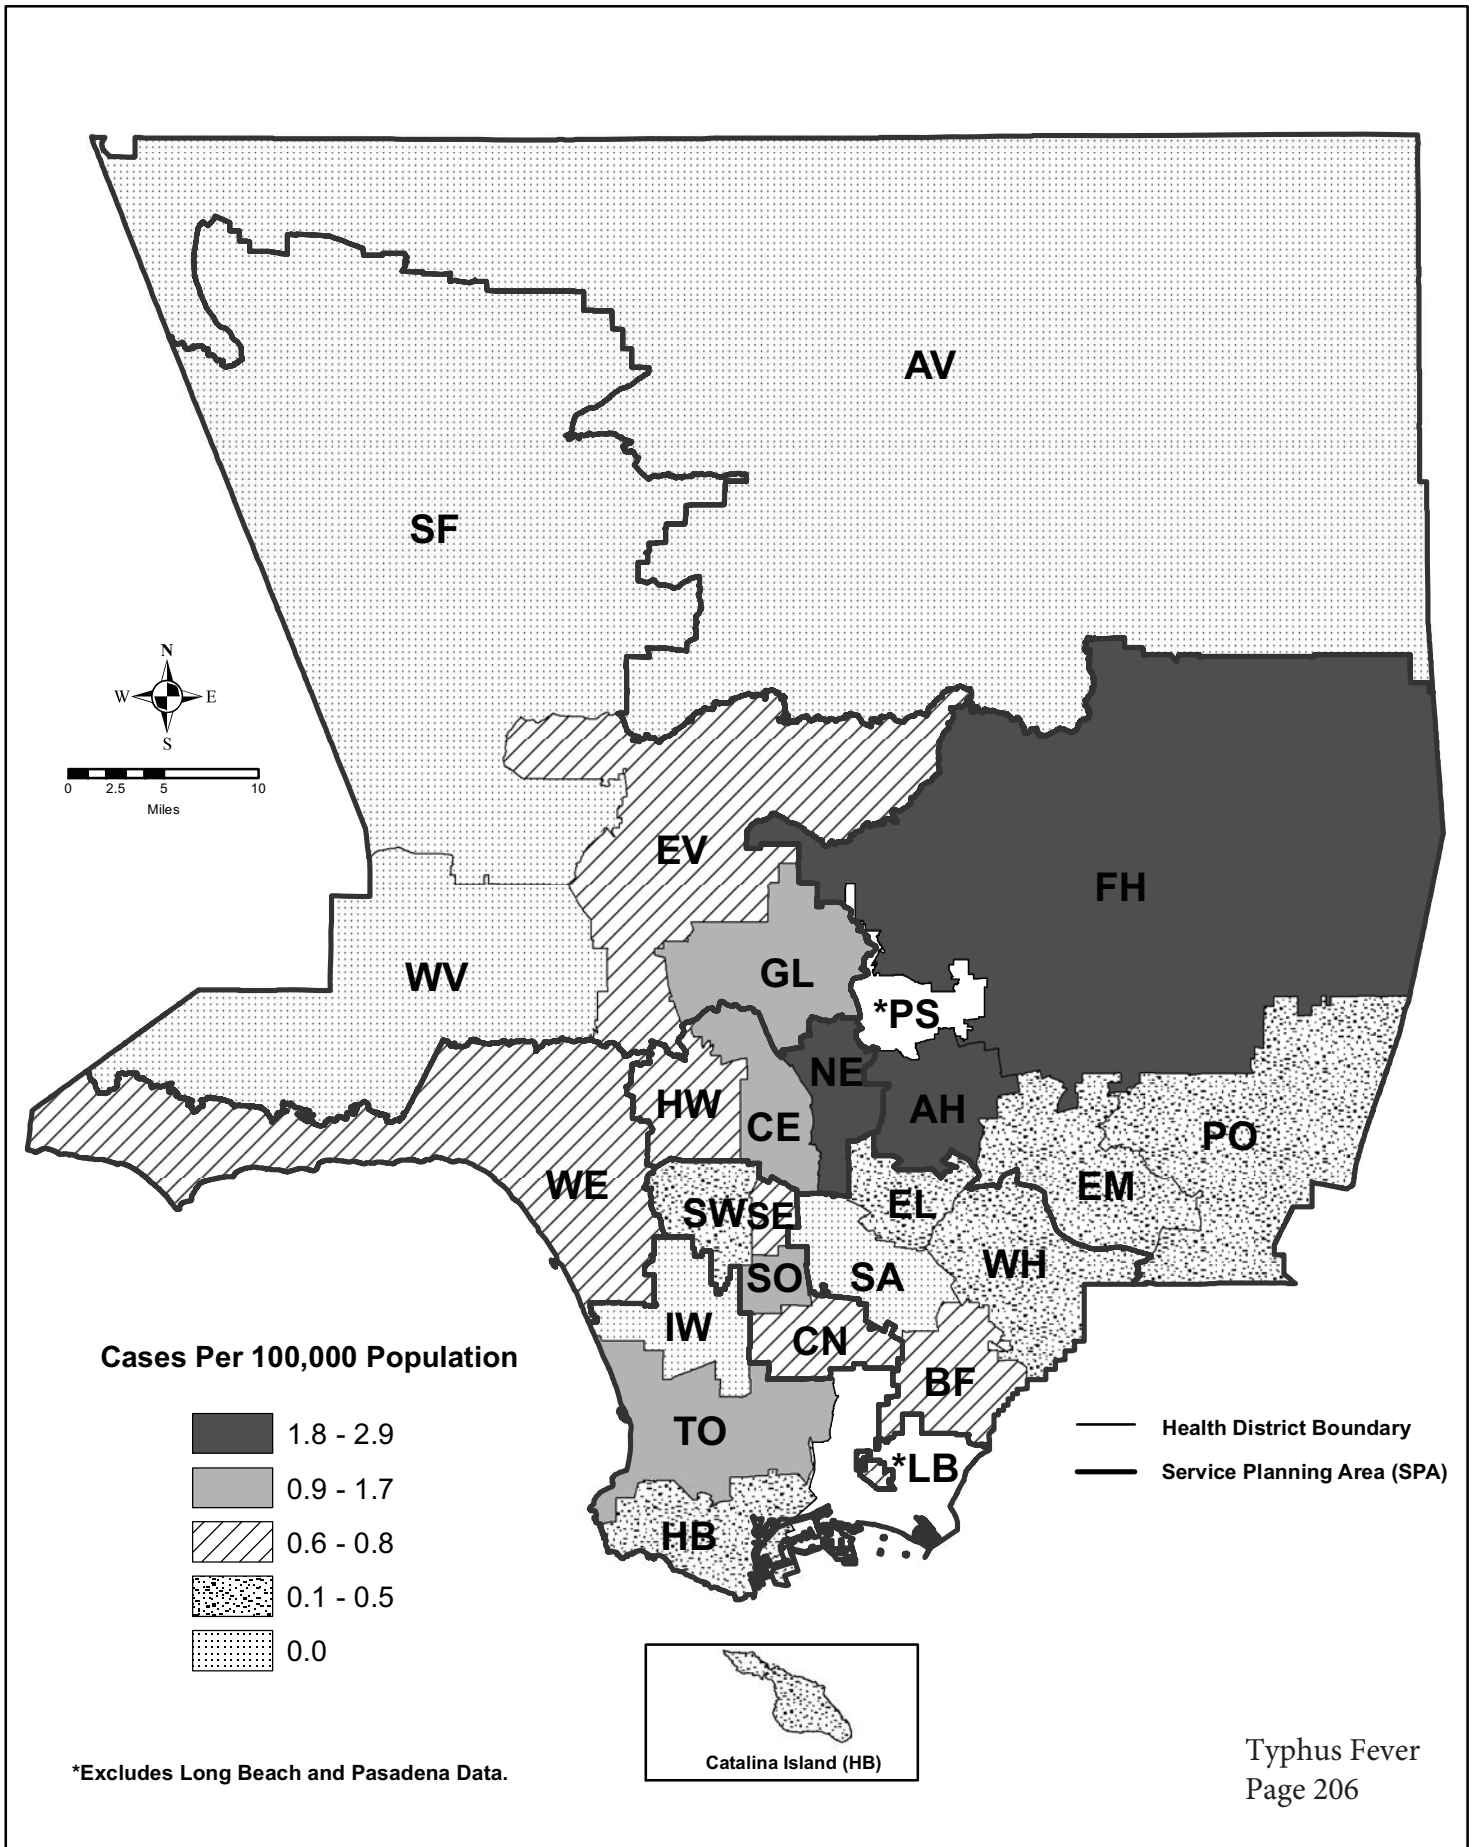 AV
SF
N
W E
S
0 2.5 5 10
Miles
EV
FH
WV
GL
*PS
NE
HW
AH
CE
PO
WE
EM
SW
SE
EL
WH
SO
SA
IW
CN
BF
TO
*LB
HB
Cases Per 100,000 Population
1.8 - 2.9
0.9 - 1.7
0.6 - 0.8
0.1 - 0.5
0.0
Health District Boundary
Service Planning Area (SPA)
Catalina Island (HB)
*Excludes Long Beach and Pasadena Data.
Typhus Fever
Page 206